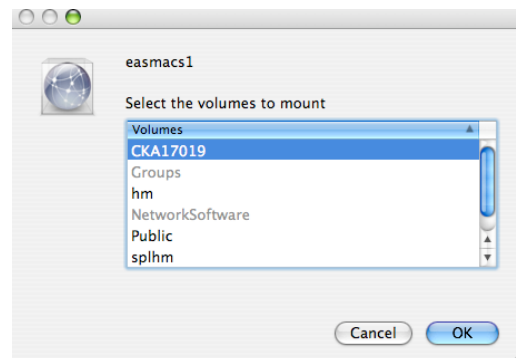 easmacs1
Select the volumes to mount
Volumes
CKA17019
Groups
hm
NetworkSoftware
Public
splhm
Cancel
OK